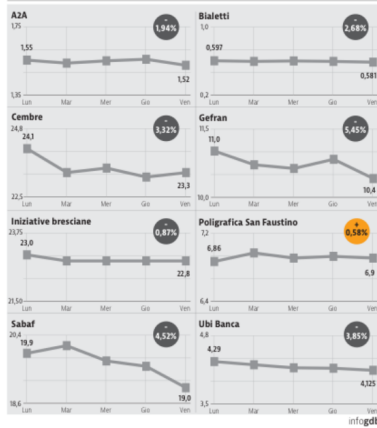 A2A
1,75
-
1,94%
1,55
1,52
1,35
Lun Mar Mer Gio Ven
Bialetti
1,0
-
2,68%
0,597
0,581
0,2
Lun Mar Mer Gio Ven
Cembre
24,8
-
3,32%
24,1
23,3
22,5
Lun Mar Mer Gio Ven
Gefran
11,5
-
5,45%
11,0
10,4
10,0
Lun Mar Mer Gio Ven
Iniziative bresciane
23,75
-
0,87%
23,0
22,8
21,50
Lun Mar Mer Gio Ven
Poligrafica San Faustino
7,2
+
0,58%
6,86
6,9
6,4
Lun Mar Mer Gio Ven
Sabaf
20,4
-
4,52%
19,9
19,0
18,6
Lun Mar Mer Gio Ven
Ubi Banca
4,8
-
3,85%
4,29
4,125
3,5
Lun Mar Mer Gio Ven
infogdb